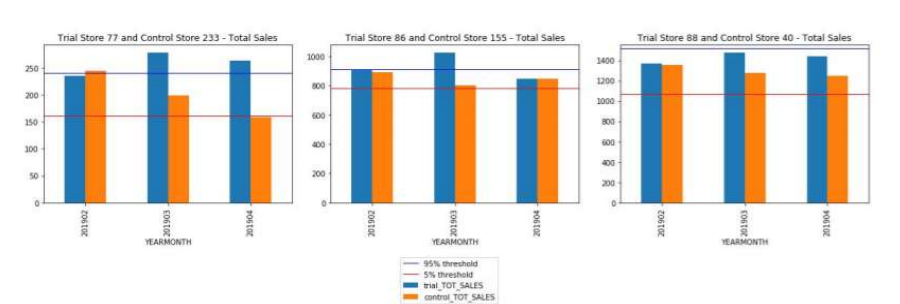 Trial Store 77 and Control Store 233 - Total Sales
250
200
150
100
50
0
201902
201903
201904
YEARMONTH
Trial Store 86 and Control Store 155 - Total Sales
1000
800
600
400
200
0
201902
201903
201904
YEARMONTH
Trial Store 88 and Control Store 40 - Total Sales
1400
1200
1000
800
600
400
200
0
201902
201903
201904
YEARMONTH
95% threshold
5% threshold
trial_TOT_SALES
control_TOT_SALES